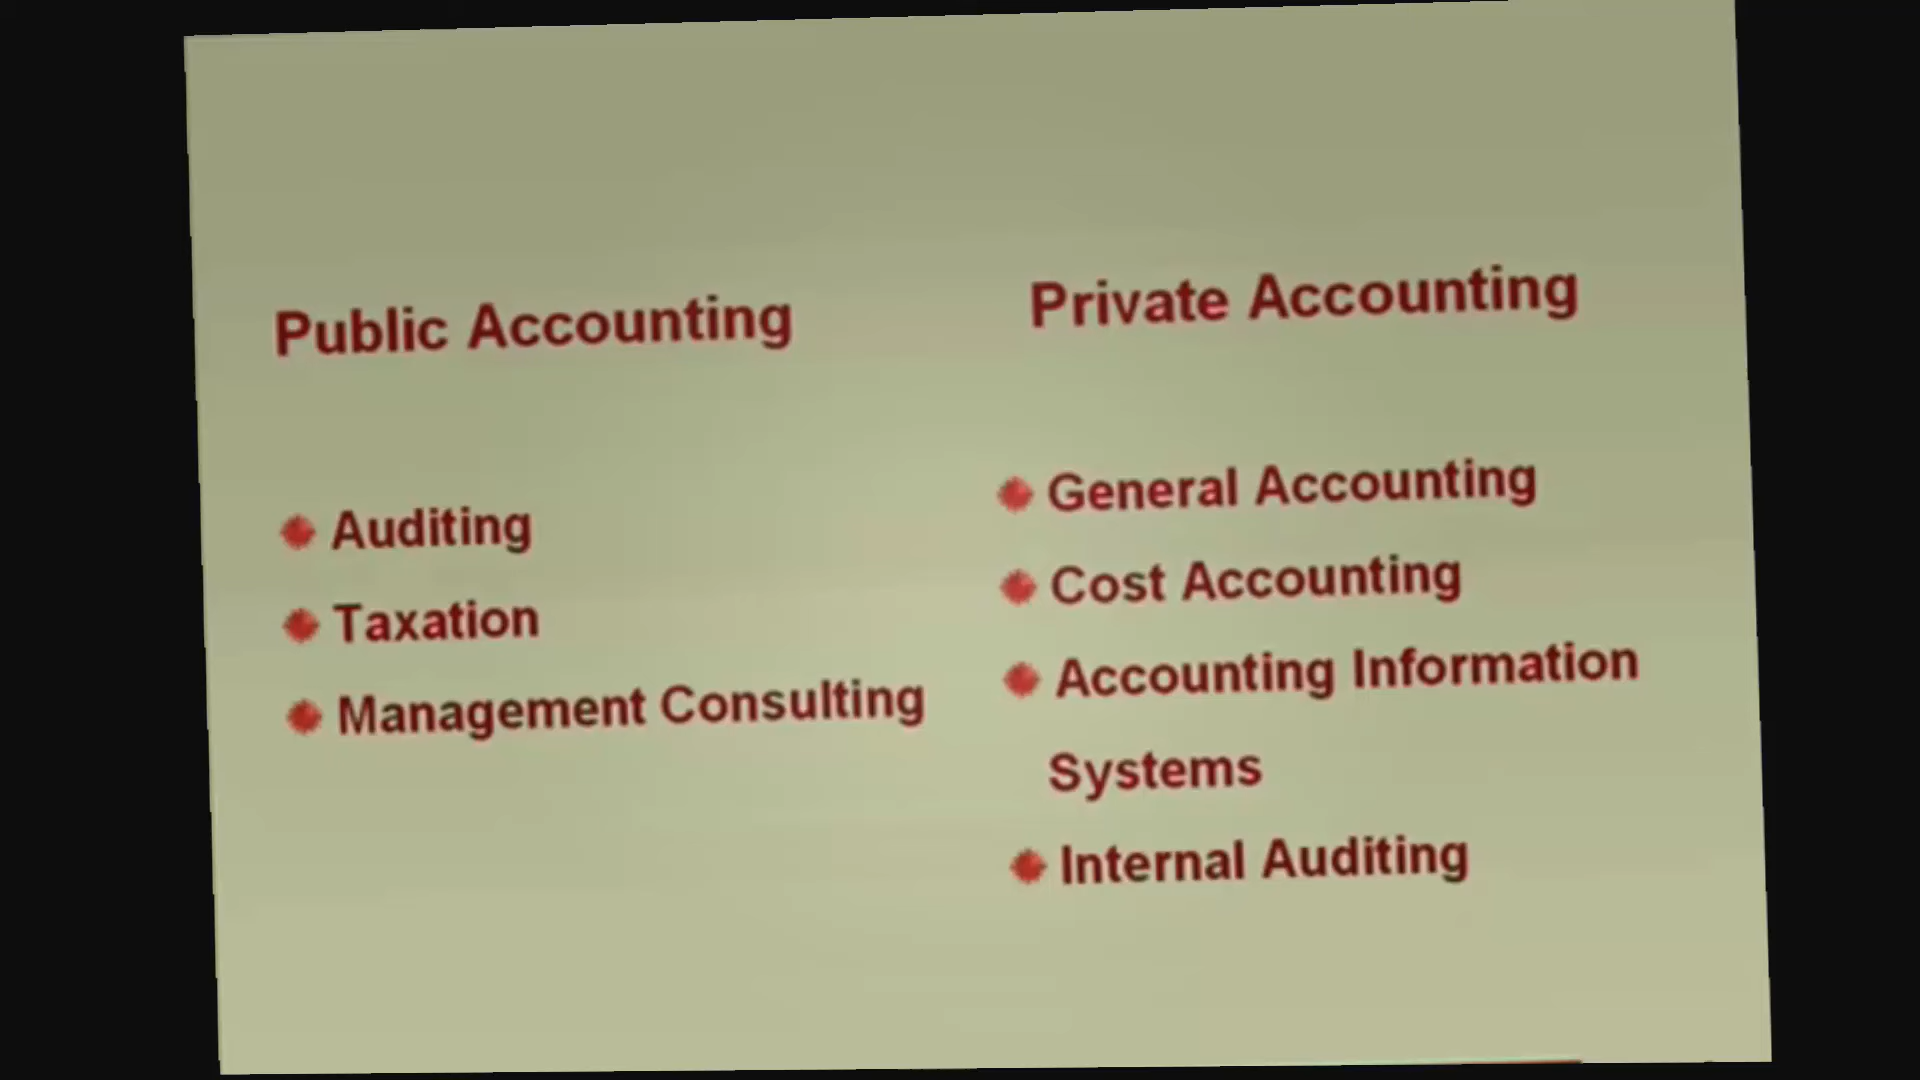 Public Accounting
Auditing
Taxation
Management Consulting
Private Accounting
General Accounting
Cost Accounting
Accounting Information
Systems
Internal Auditing